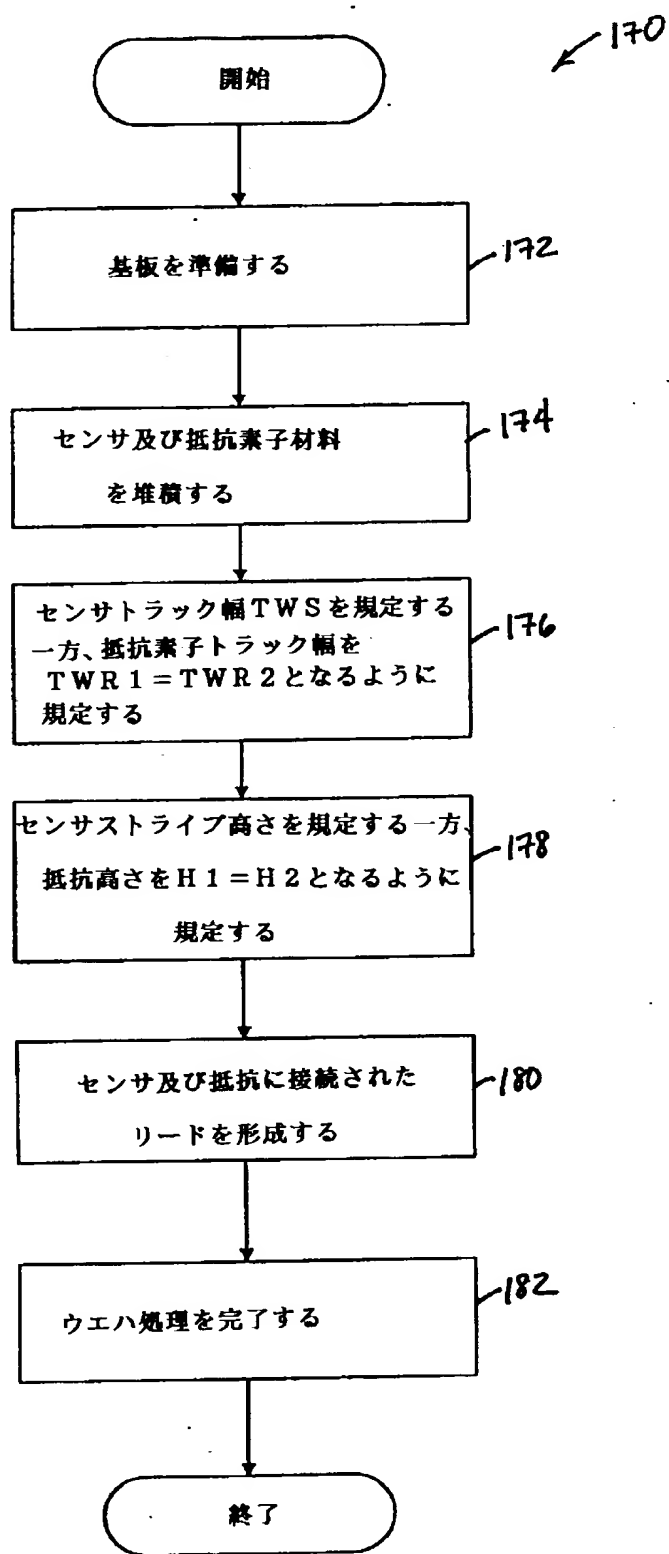 170
開始
基板を準備する
172
センサ及び抵抗素子材料
を堆積する
174
センサトラック幅TWSを規定する
一方、抵抗素子トラック幅を
TWR1=TWR2となるように
規定する
176
センサストライプ高さを規定する一方、
抵抗高さをH1=H2となるように
規定する
178
センサ及び抵抗に接続された
リードを形成する
180
ウエハ処理を完了する
182
終了